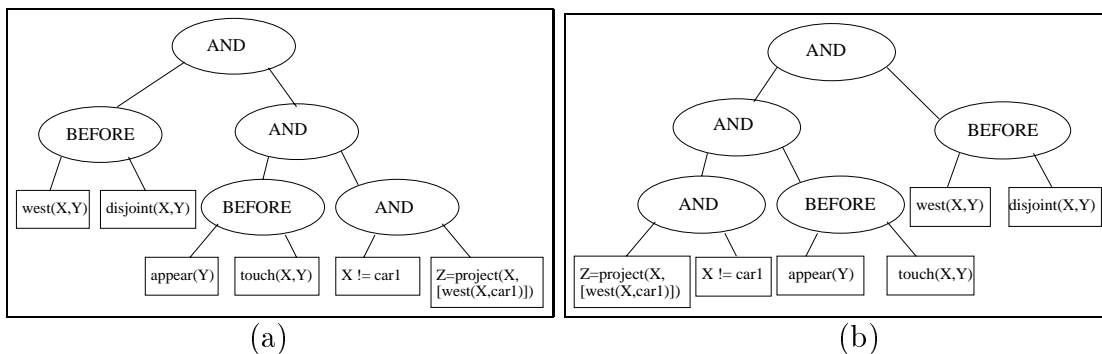 AND
BEFORE
AND
west(X,Y)
disjoint(X,Y)
BEFORE
AND
appear(Y)
touch(X,Y)
X != car1
Z=project(X,
[west(X,car1)])
(a)
AND
AND
BEFORE
AND
BEFORE
west(X,Y)
disjoint(X,Y)
Z=project(X,
[west(X,car1)])
X != car1
appear(Y)
touch(X,Y)
(b)